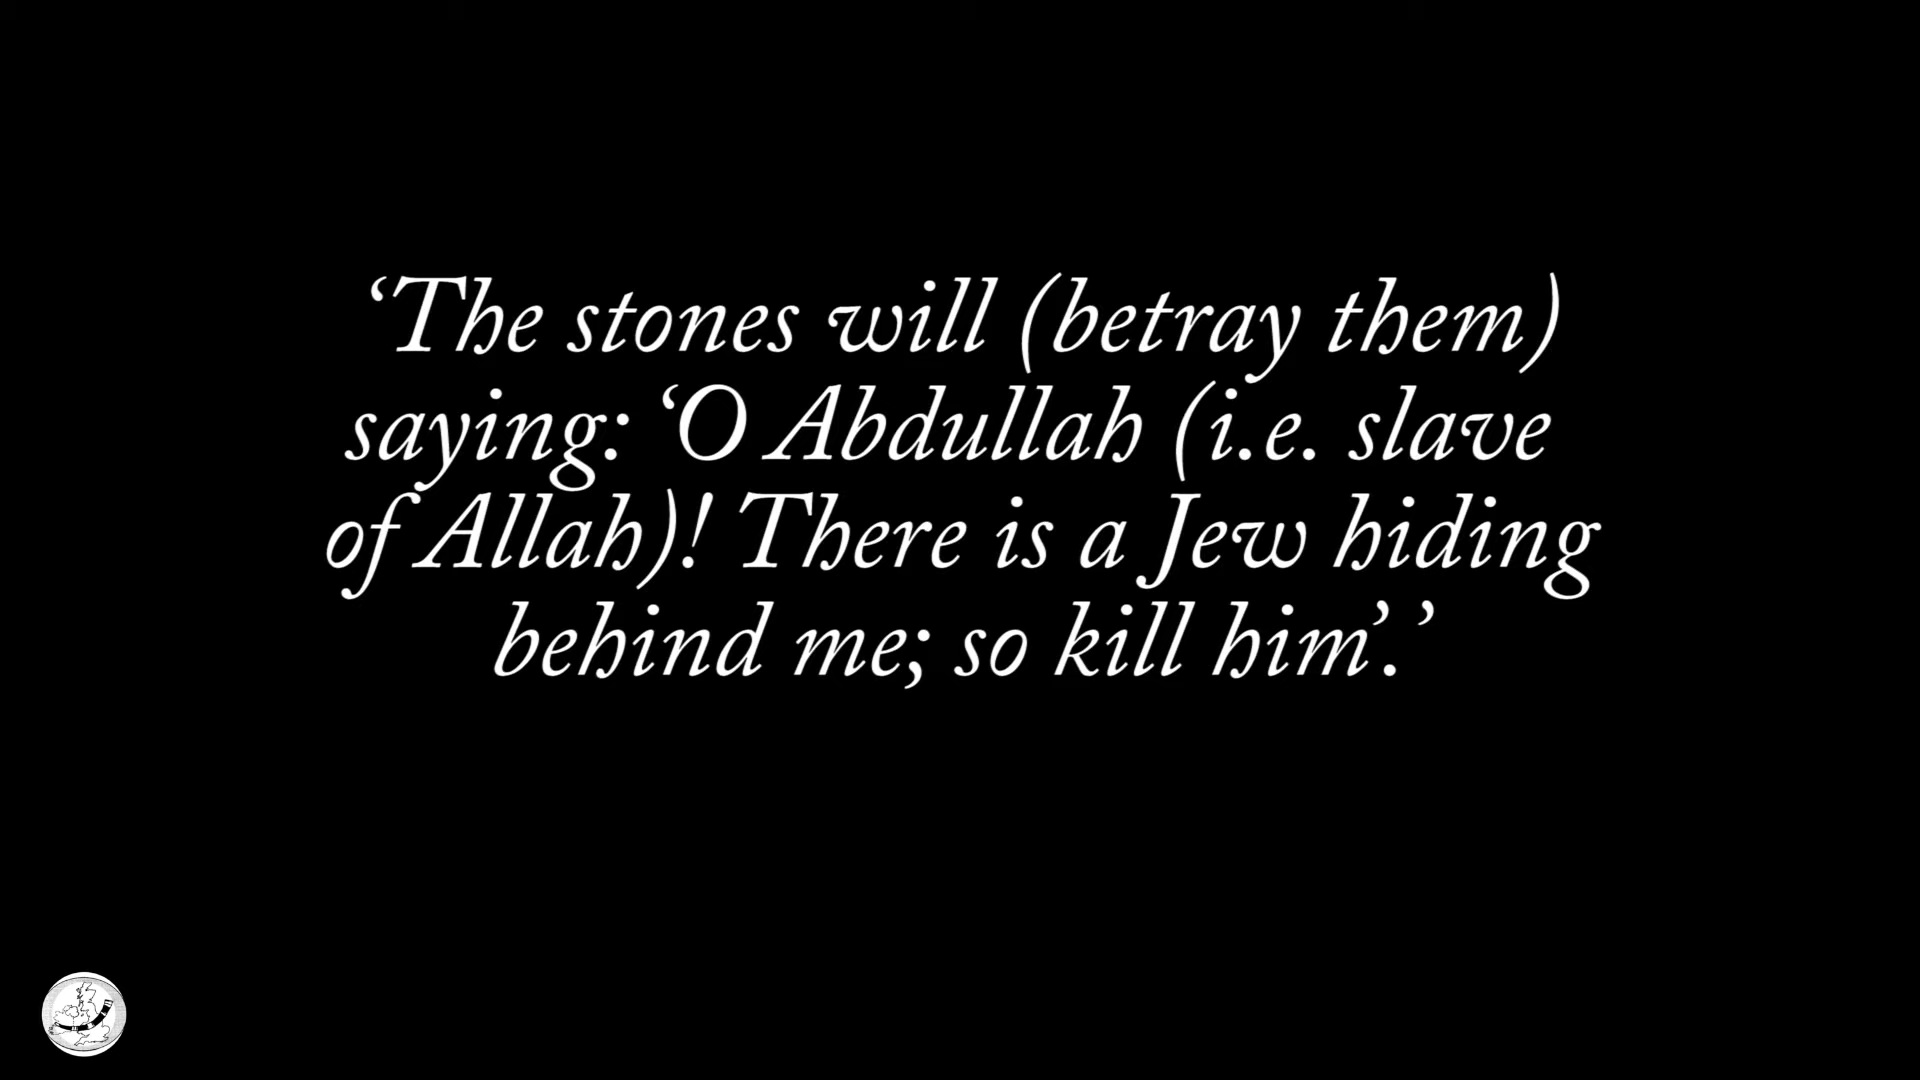 ‘The stones will (betray them)
saying: ‘O Abdullah (i.e. slave
of Allah)! There is a Jew hiding
behind me; so kill him’.’